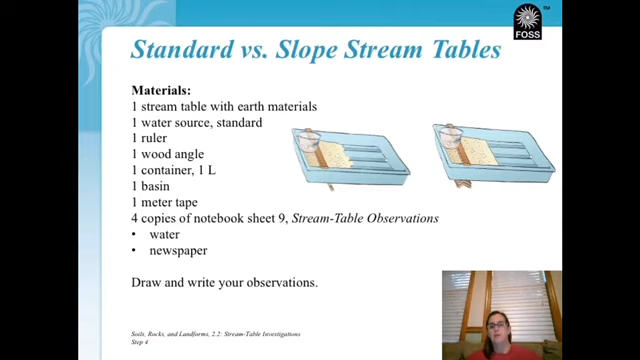 FOSS
TM
Standard vs. Slope Stream Tables
Materials:
1 stream table with earth materials
1 water source, standard
1 ruler
1 wood angle
1 container, 1 L
1 basin
1 meter tape
4 copies of notebook sheet 9, Stream-Table Observations
• water
• newspaper
Draw and write your observations.
Soils, Rocks, and Landforms, 2.2: Stream-Table Investigations
Step 4